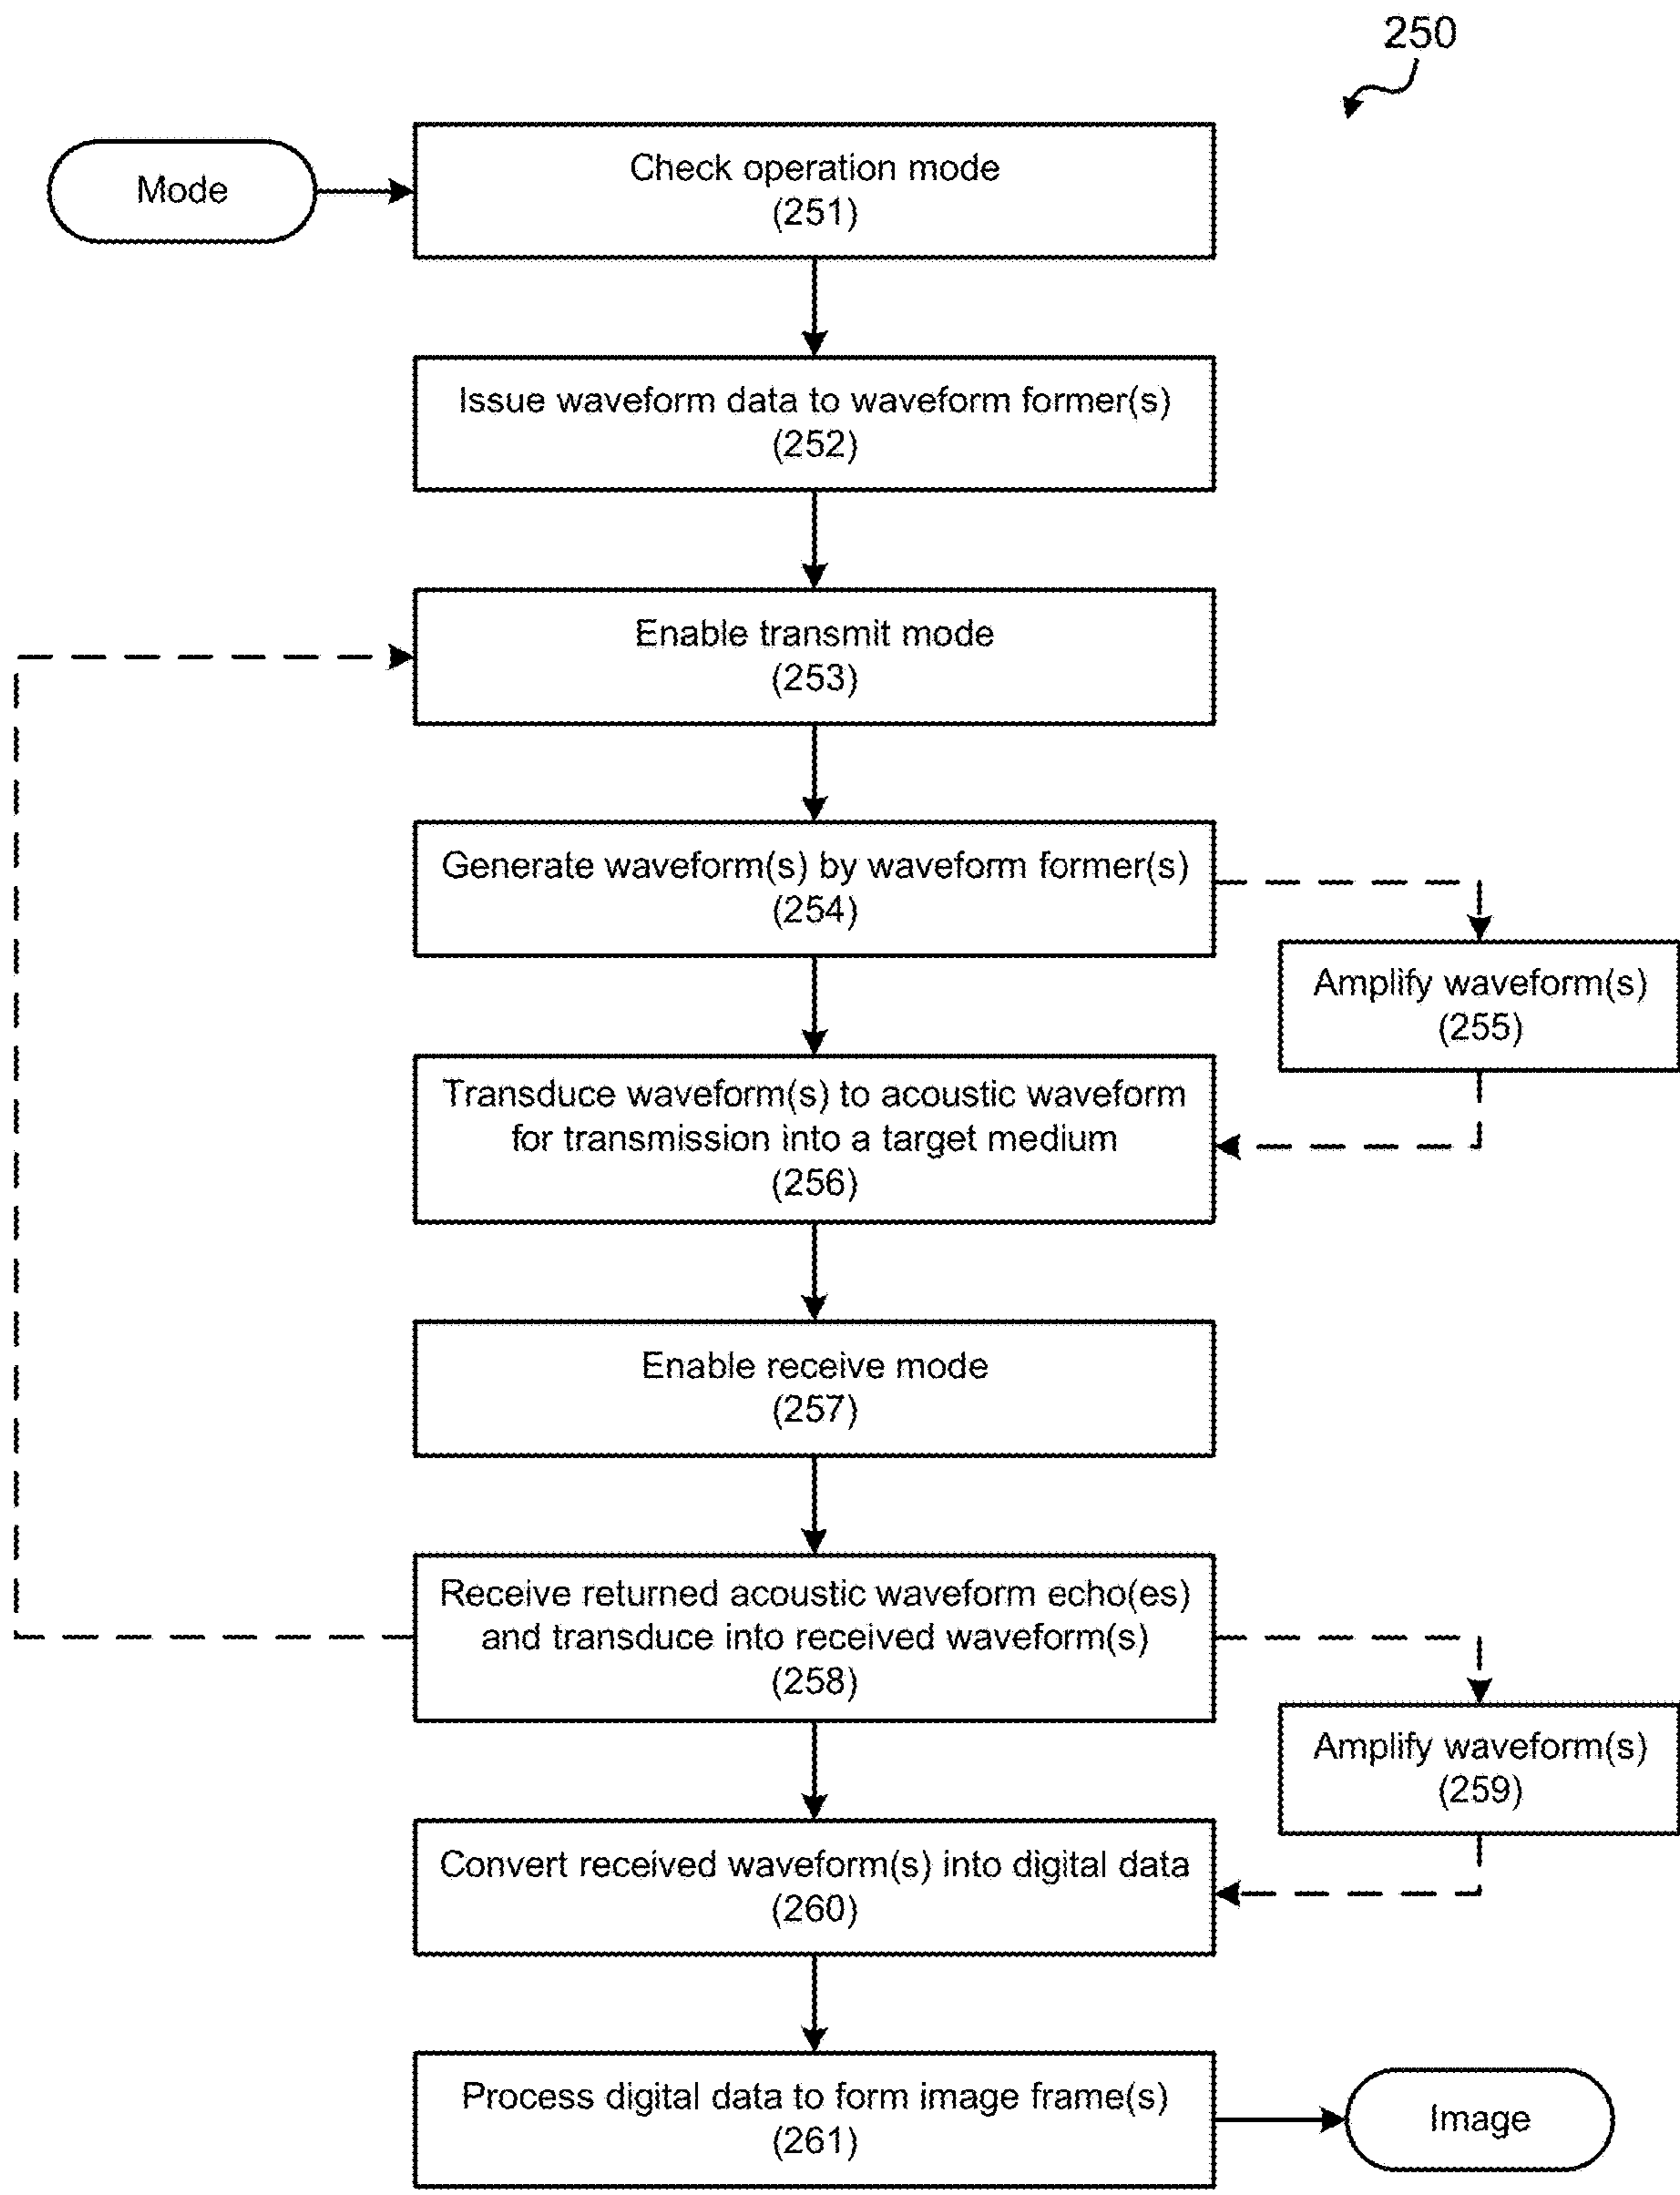 250
Mode
Check operation mode
(251)
Issue waveform data to waveform former(s)
(252)
Enable transmit mode
(253)
Generate waveform(s) by waveform former(s)
(254)
Amplify waveform(s)
(255)
Transduce waveform(s) to acoustic waveform
for transmission into a target medium
(256)
Enable receive mode
(257)
Receive returned acoustic waveform echo(es)
and transduce into received waveform(s)
(258)
Amplify waveform(s)
(259)
Convert received waveform(s) into digital data
(260)
Process digital data to form image frame(s)
(261)
Image